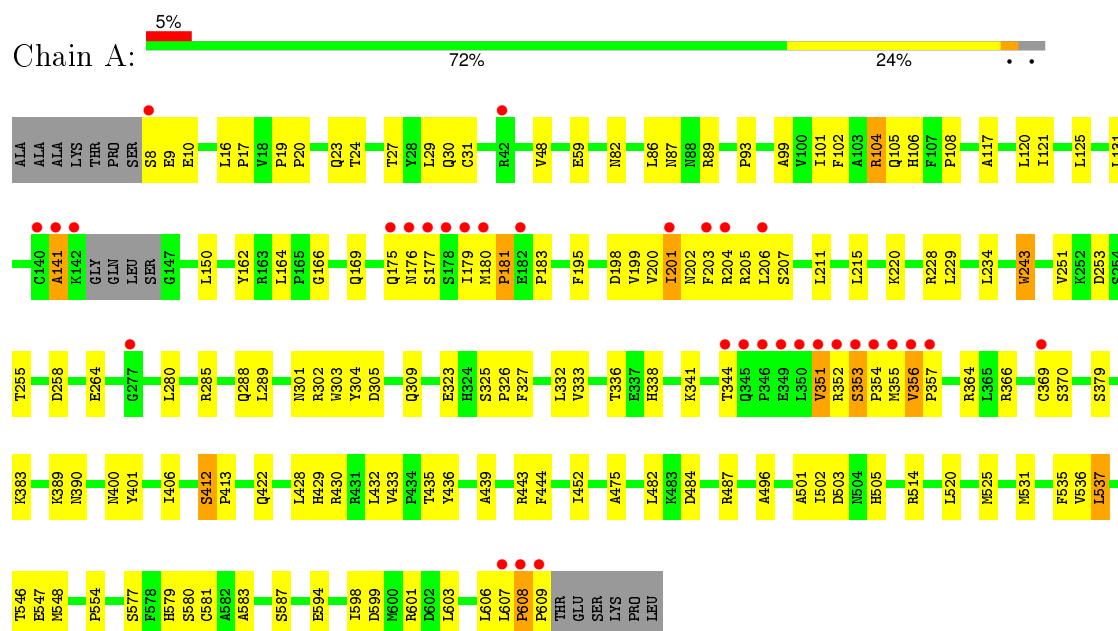 5%
Chain A:
72% 24% • •
ALA ALA ALA LYS THR PRO SER S8 E9 E10 L16 P17 V18 P19 P20 Q23 T24 T27 Y28 L29 Q30 C31 R42 V48 E59 N82 L86 N87 N88 R89 P93 A99 V100 I101 F102 A103 R104 Q105 H106 F107 P108 A117 L120 I121 L125
C140 A141 K142 GLY GLN LEU SER G147 L150 Y162 R163 L164 P165 G166 Q169 Q175 N176 S177 S178 I179 M180 P181 E182 P183 F195 D198 V199 V200 I201 N202 F203 R204 R205 L206 S207 L211 L215 K220 R228 L229 L234 W243 V251 K252 D253 S254
T255 D258 E264 G277 L280 R285 Q288 L289 N301 R302 W303 Y304 D305 Q309 E323 H324 S325 P326 F327 L332 V333 T336 E337 H338 K341 T344 Q345 P346 E349 L350 V351 R352 S353 P354 M355 V356 P357 R364 L365 R366 C369 S370 S379
K383 K389 N390 N400 Y401 I406 S412 P413 Q422 L428 H429 R430 R431 L432 V433 P434 T435 Y436 A439 R443 F444 I452 A475 L482 K483 D484 R487 A496 A501 I502 D503 M504 H505 R514 L520 M525 M531 F535 V536 L537
T546 E547 M548 P554 S577 F578 H579 S580 C581 A582 A583 S587 E594 I598 D599 M600 R601 D602 L603 L606 L607 P608 P609 THR GLU SER LYS PRO LEU